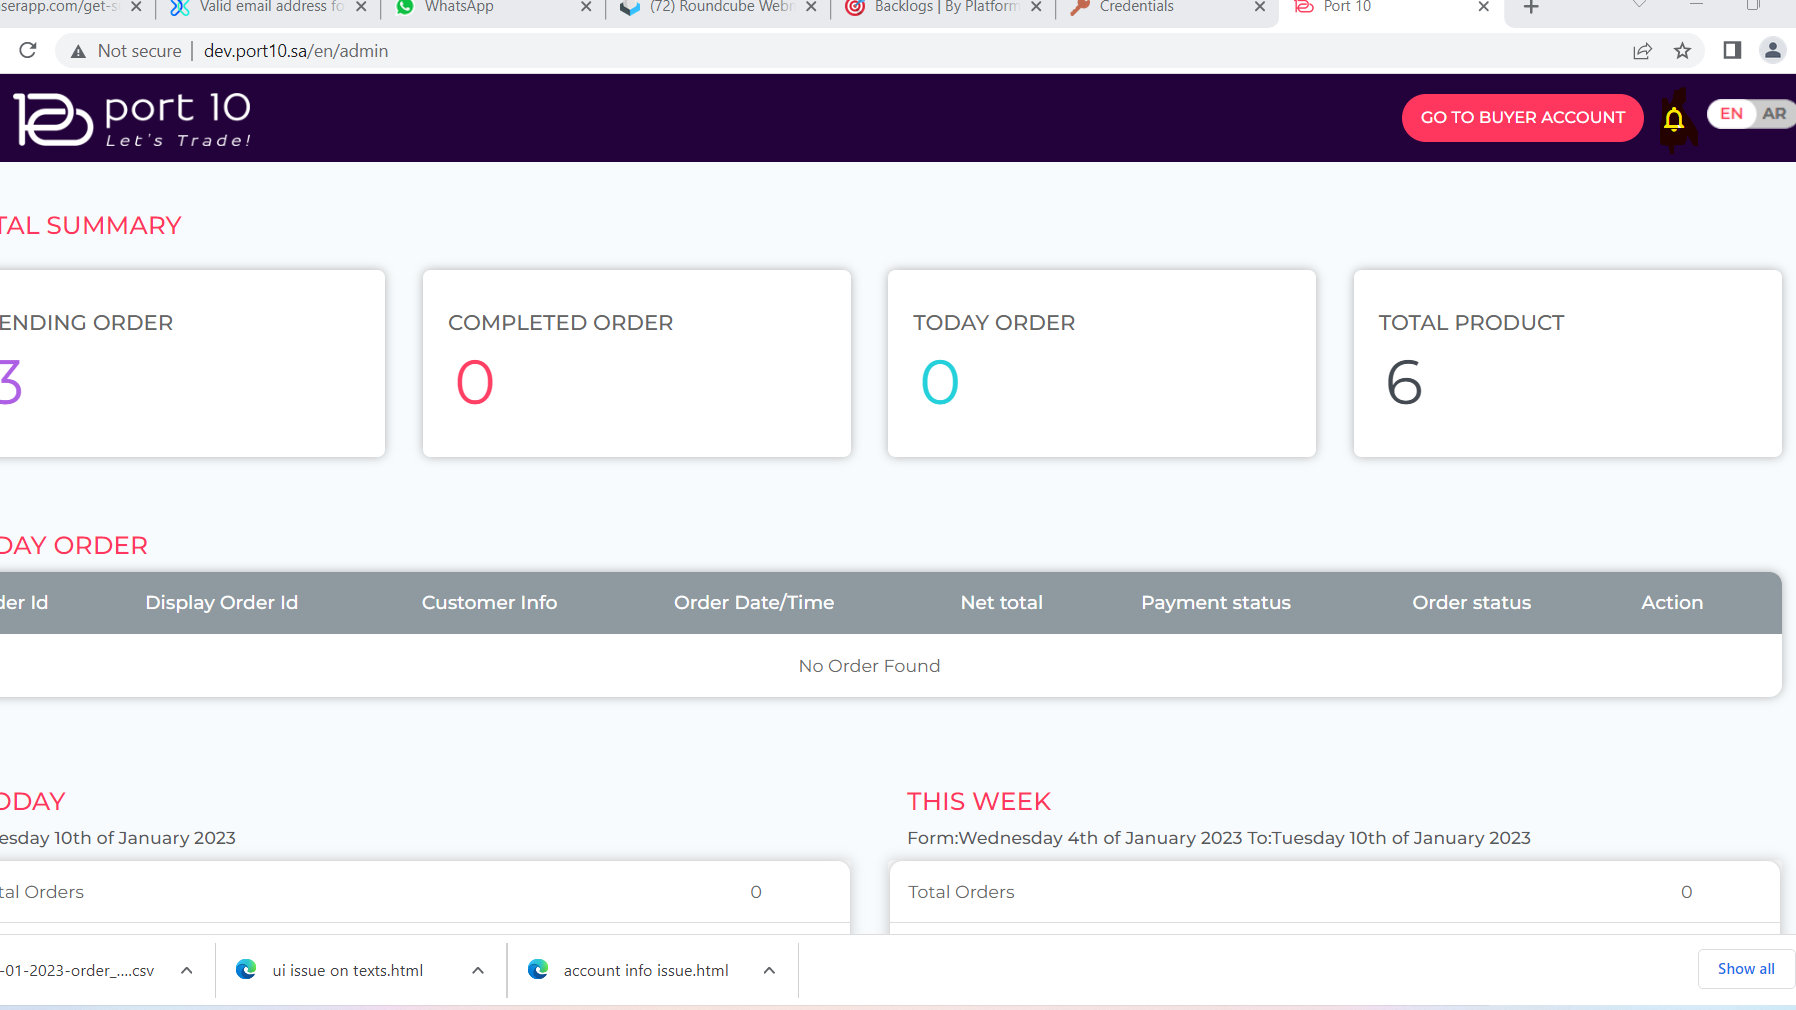 serapp.com/get-s
Valid email address fo
WhatsApp
(72) Roundcube Webm
Backlogs | By Platform
Credentials
Port 10
Not secure
dev.port10.sa/en/admin
port 10
Let's Trade!
GO TO BUYER ACCOUNT
EN AR
TAL SUMMARY
ENDING ORDER
3
COMPLETED ORDER
0
TODAY ORDER
0
TOTAL PRODUCT
6
DAY ORDER
der Id Display Order Id Customer Info Order Date/Time Net total Payment status Order status Action
No Order Found
ODAY
esday 10th of January 2023
tal Orders 0
THIS WEEK
Form:Wednesday 4th of January 2023 To:Tuesday 10th of January 2023
Total Orders 0
-01-2023-order_....csv
ui issue on texts.html
account info issue.html
Show all